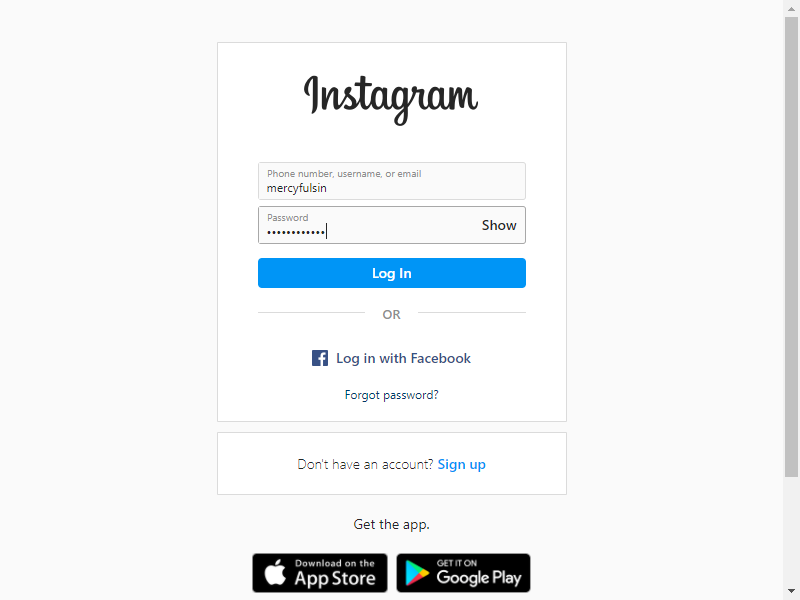 Instagram
Phone number, username, or email
mercyfulsin
Password
••••••••••••
Show
Log In
OR
Log in with Facebook
Forgot password?
Don't have an account? Sign up
Get the app.
Download on the
App Store
GET IT ON
Google Play